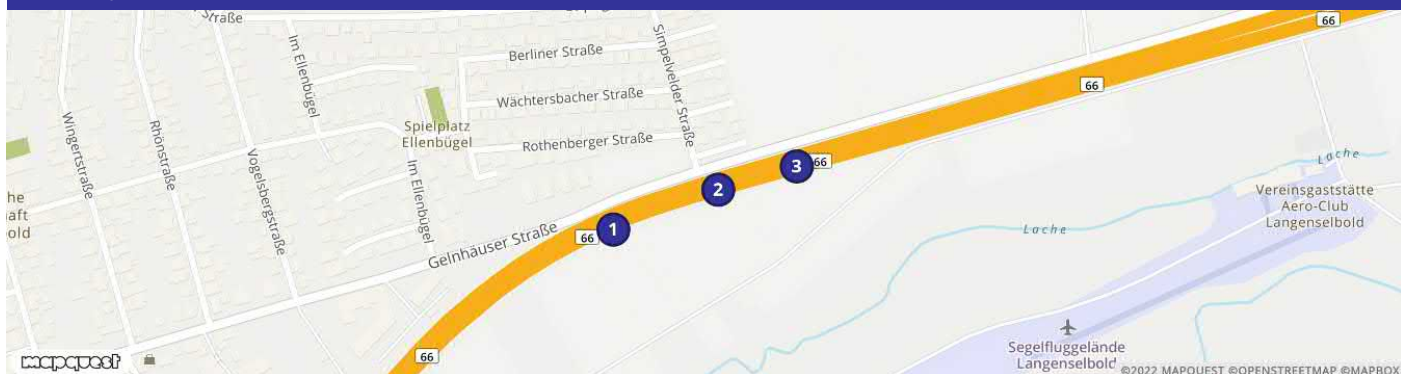 Straße
66
Im Ellenbügel
Berliner Straße
Simpelvelder Straße
66
Wächtersbacher Straße
Spielplatz
Ellenbügel
Rothenberger Straße
Wingertstraße
Rhönstraße
Vogelsbergstraße
Im Ellenbügel
3
66
2
Lache
Vereinsgaststätte
Aero-Club
Langenselbold
he
aft
old
1
66
Gelnhäuser Straße
Lache
66
Segelfluggelände
Langenselbold
mapquest
©2022 MAPQUEST ©OPENSTREETMAP ©MAPBOX